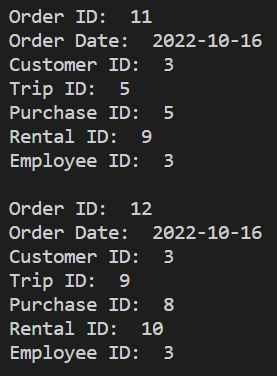 Order ID:  11
Order Date:  2022-10-16
Customer ID:  3
Trip ID:  5
Purchase ID:  5
Rental ID:  9
Employee ID:  3

Order ID:  12
Order Date:  2022-10-16
Customer ID:  3
Trip ID:  9
Purchase ID:  8
Rental ID:  10
Employee ID:  3